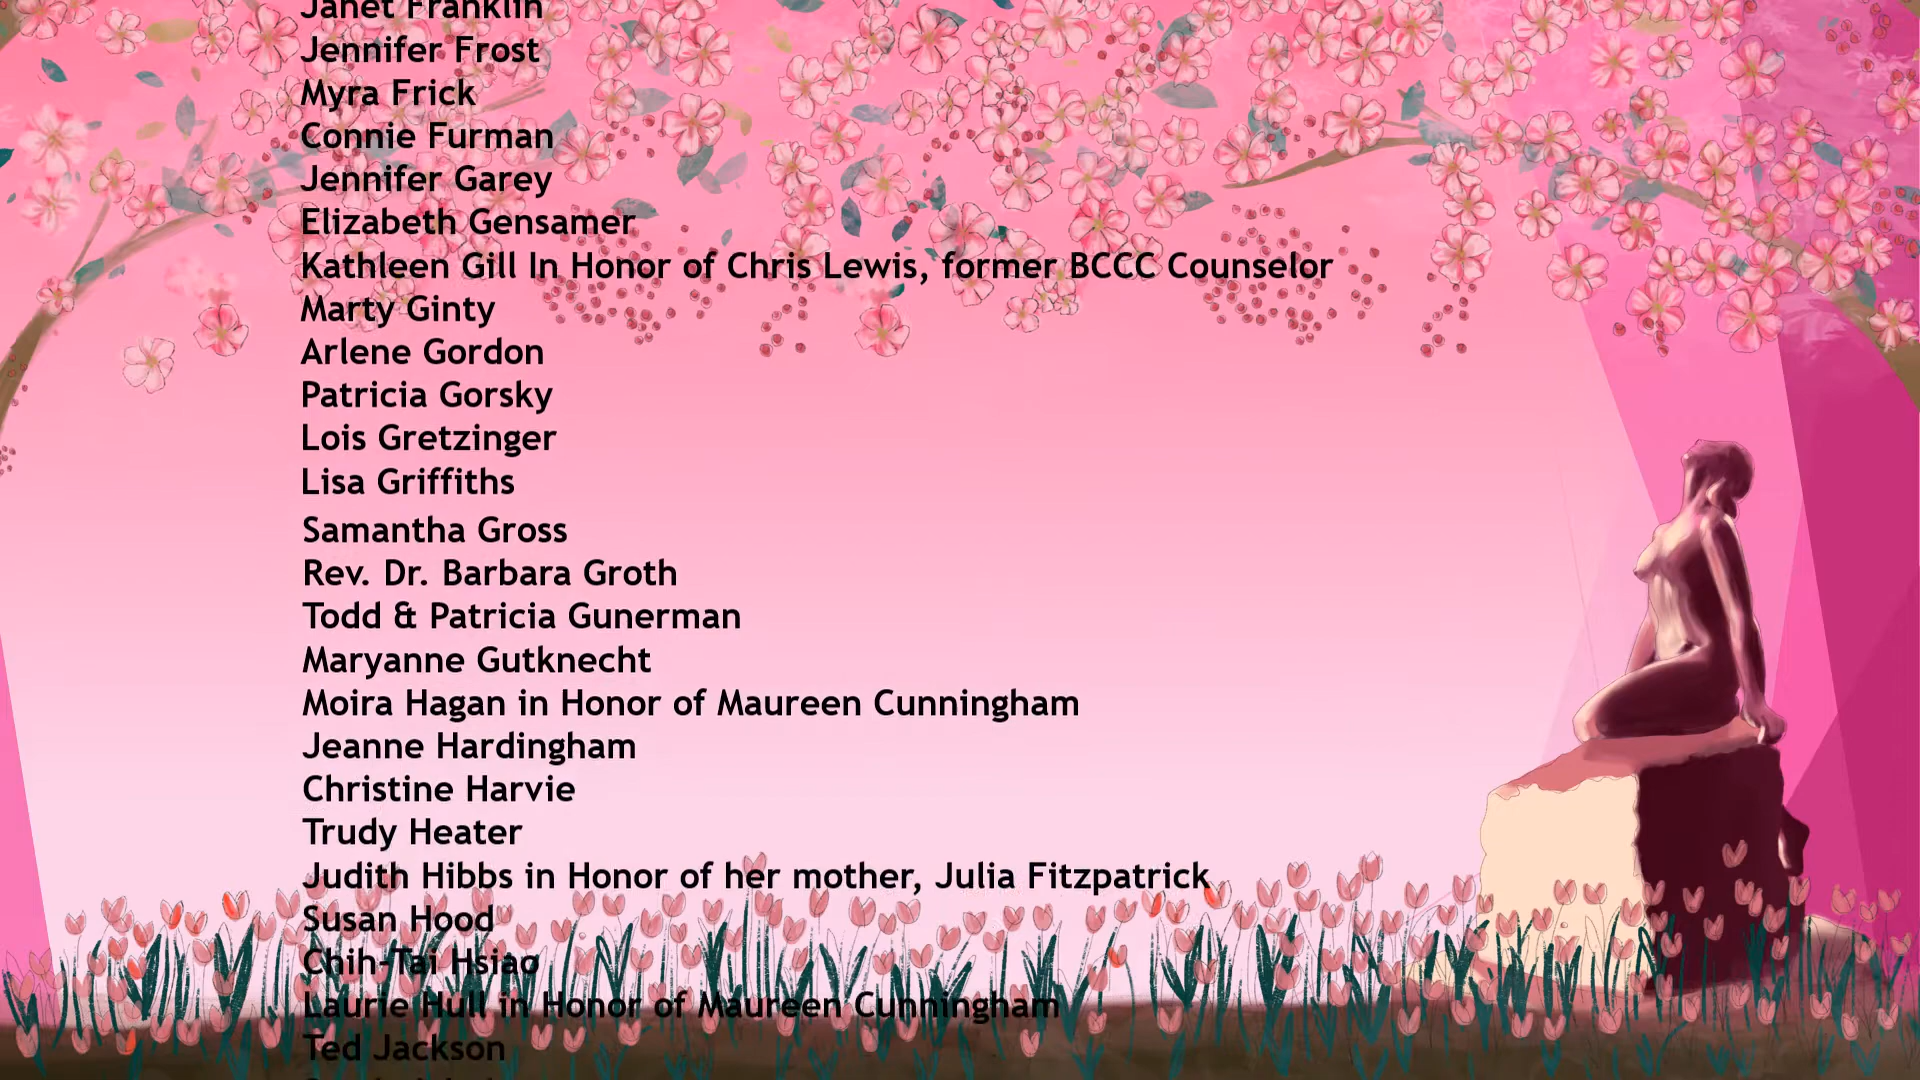 Janet Franklin
Jennifer Frost
Myra Frick
Connie Furman
Jennifer Garey
Elizabeth Gensamer
Kathleen Gill In Honor of Chris Lewis, former BCCC Counselor
Marty Ginty
Arlene Gordon
Patricia Gorsky
Lois Gretzinger
Lisa Griffiths
Samantha Gross
Rev. Dr. Barbara Groth
Todd & Patricia Gunerman
Maryanne Gutknecht
Moira Hagan in Honor of Maureen Cunningham
Jeanne Hardingham
Christine Harvie
Trudy Heater
Judith Hibbs in Honor of her mother, Julia Fitzpatrick
Susan Hood
Chih-Tai Hsiao
Laurie Hull in Honor of Maureen Cunningham
Ted Jackson